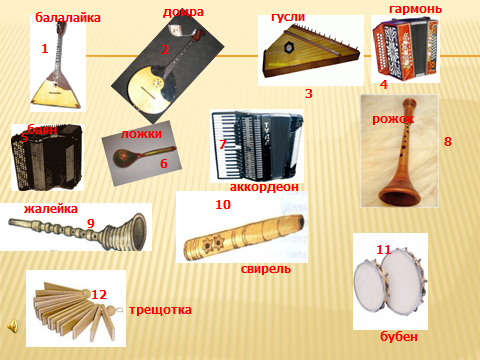 балалайка
1
домра
2
гусли
3
гармонь
4
баян
5
ложки
6
7
аккордеон
рожок
8
жалейка
9
10
свирель
11
бубен
12
трещотка